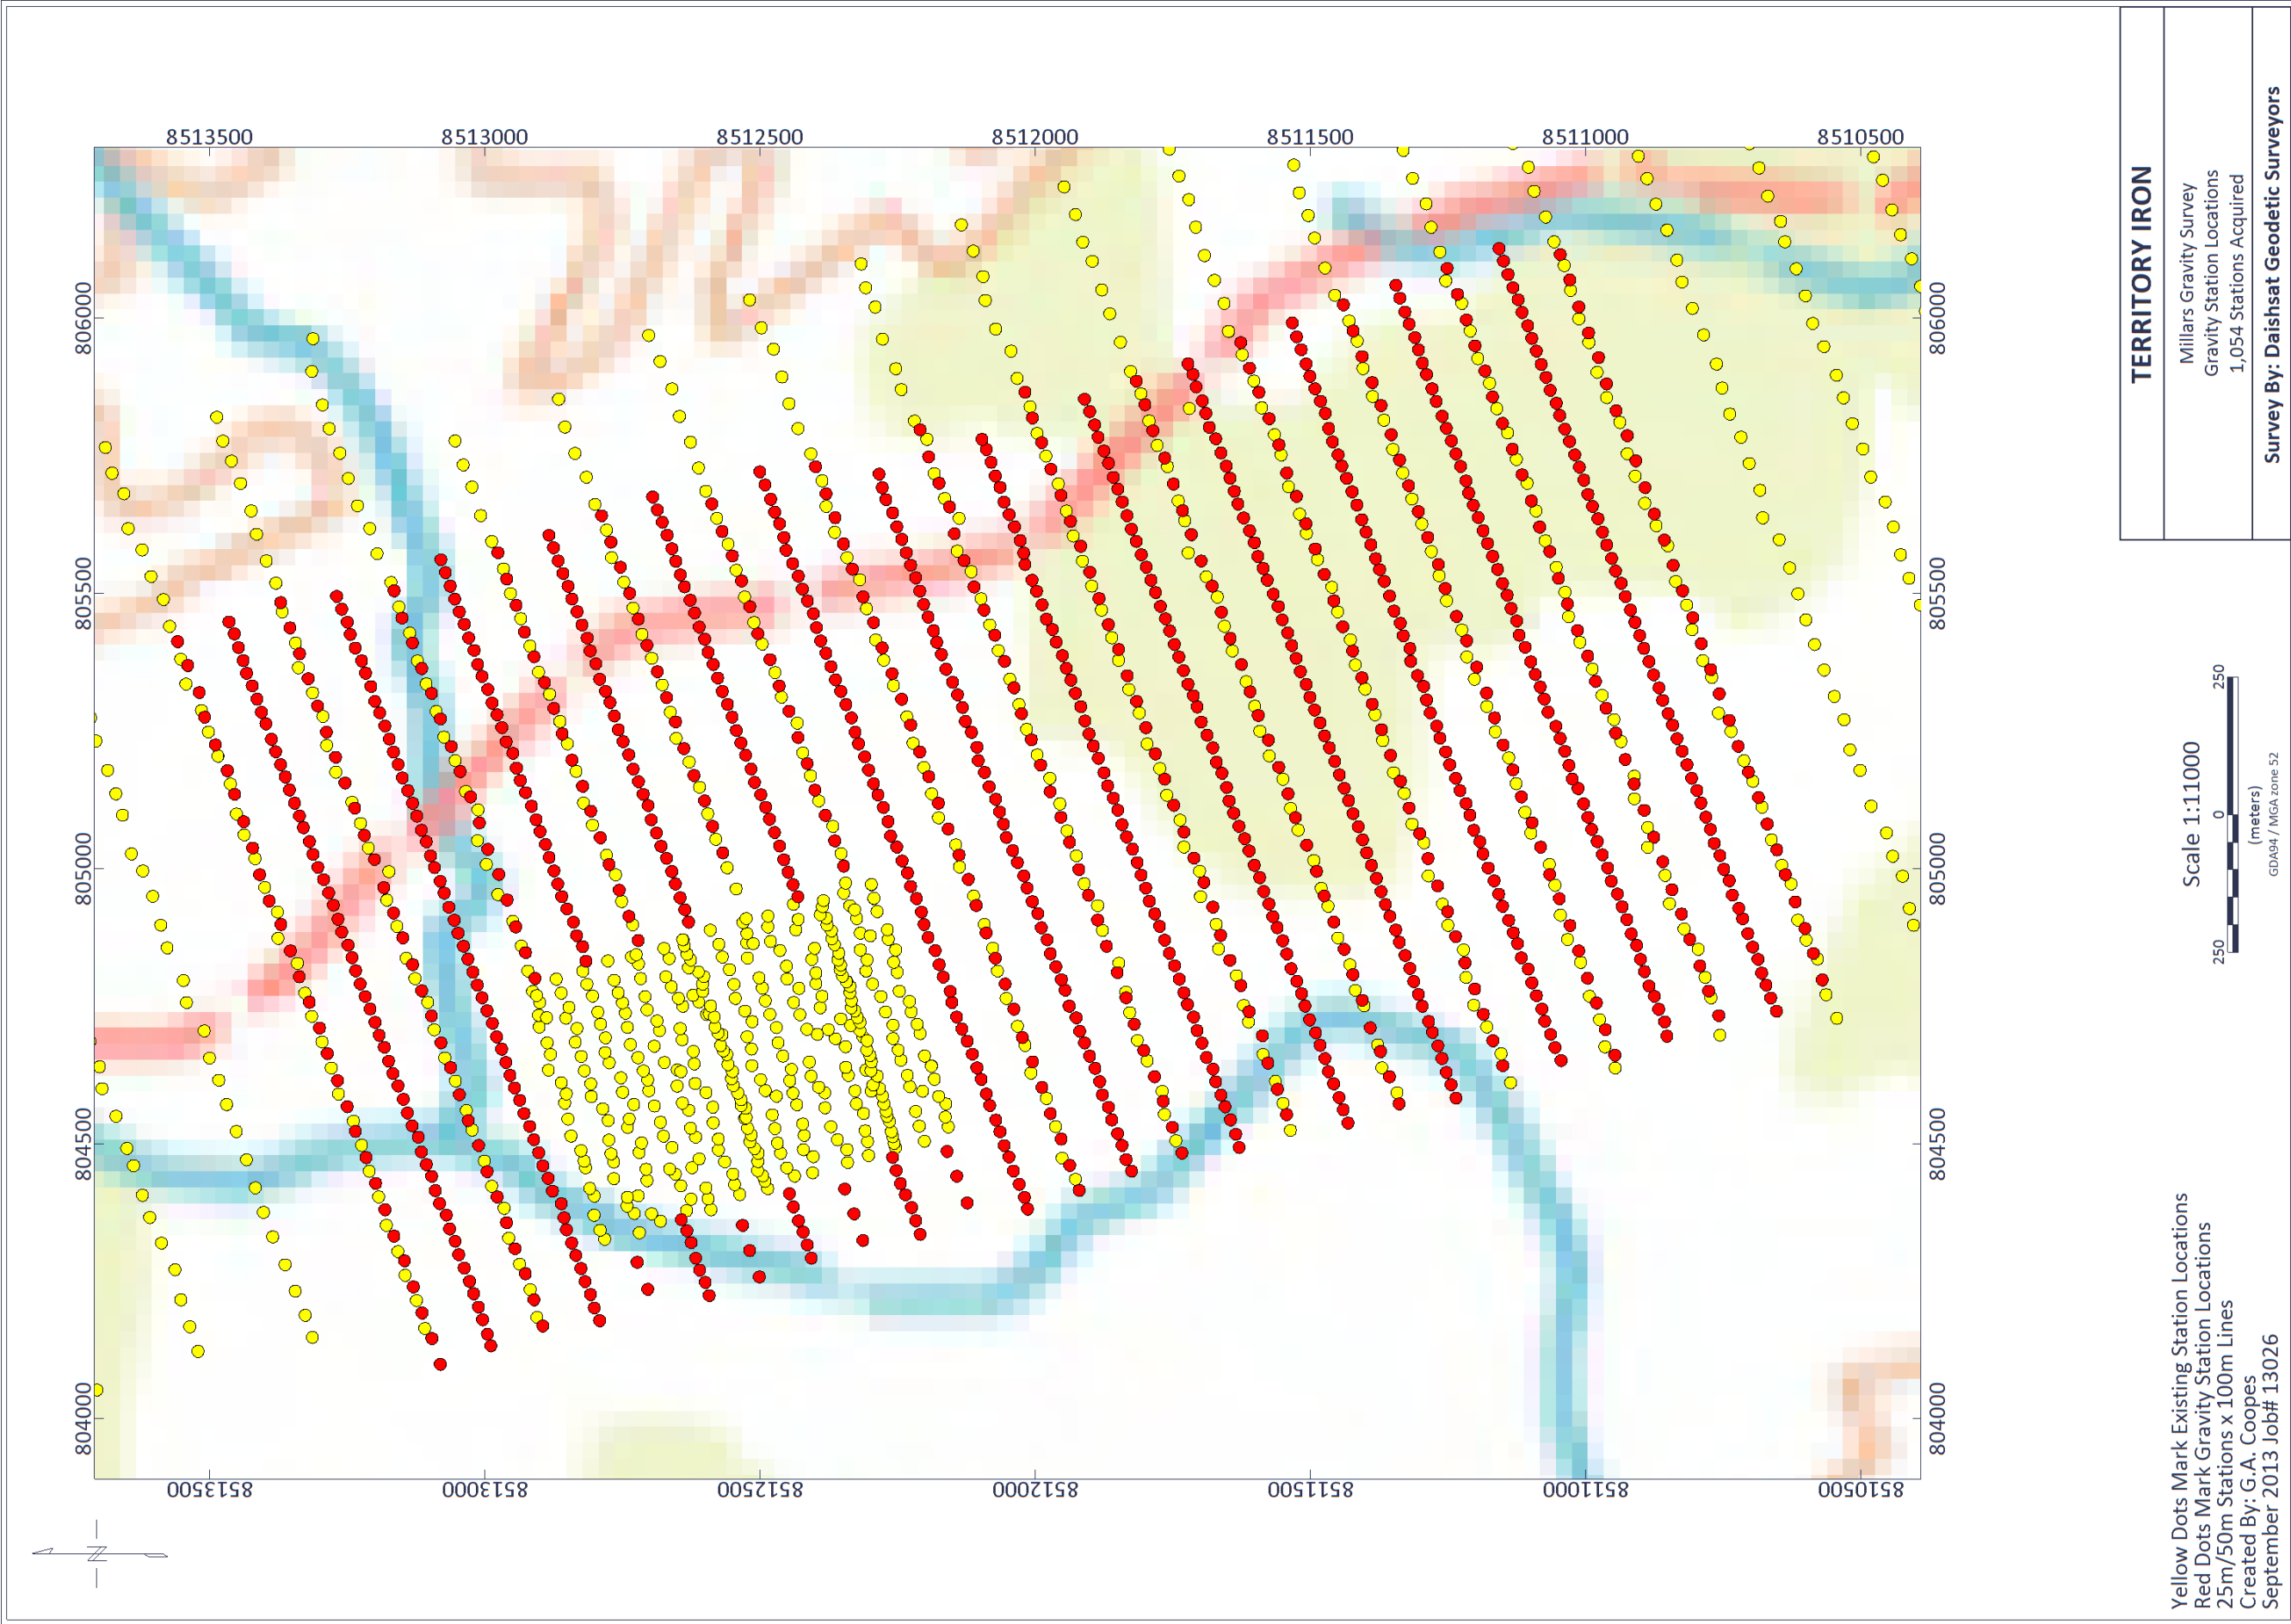 8513500 8513000 8512500 8512000 8511500 8511000 8510500
806000 806000
805500 805500
805000 805000
804500 804500
804000 804000
8513500 8513000 8512500 8512000 8511500 8511000 8510500
N
TERRITORY IRON
Millars Gravity Survey
Gravity Station Locations
1,054 Stations Acquired
Survey By: Daishsat Geodetic Surveyors
Scale 1:11000
250 0 250
(meters)
GDA94 / MGA zone 52
Yellow Dots Mark Existing Station Locations
Red Dots Mark Gravity Station Locations
25m/50m Stations x 100m Lines
Created By: G.A. Coopes
September 2013 Job# 13026